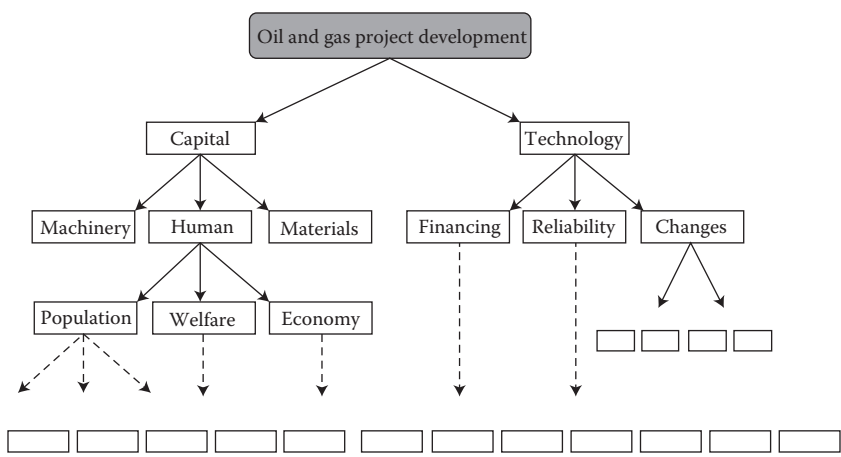 Oil and gas project development
Capital
Technology
Machinery
Human
Materials
Financing
Reliability
Changes
Population
Welfare
Economy